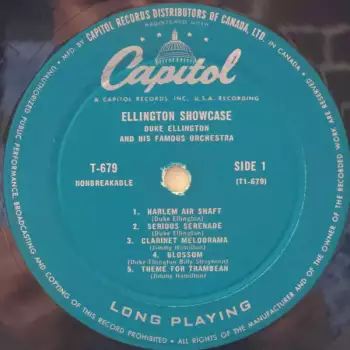 MFD. BY CAPITOL RECORDS DISTRIBUTORS OF CANADA, LTD.
IN CANADA.
TRADE MARK REG.
Capitol
A CAPITOL RECORDS, INC., U.S.A. RECORDING
ELLINGTON SHOWCASE
DUKE ELLINGTON
AND HIS FAMOUS ORCHESTRA
T-679
SIDE 1
NONBREAKABLE
(T1-679)
1. HARLEM AIR SHAFT
(Duke Ellington)
2. SERIOUS SERENADE
(Duke Ellington)
3. CLARINET MELODRAMA
(Jimmy Hamilton)
4. BLOSSOM
(Duke Ellington-Billy Strayhorn)
5. THEME FOR TRAMBEAN
(Jimmy Hamilton)
LONG PLAYING
UNAUTHORIZED PUBLIC PERFORMANCE, BROADCASTING AND COPYING OF THIS RECORD PROHIBITED • ALL RIGHTS OF THE MANUFACTURER AND OF THE OWNER OF THE RECORDED WORK ARE RESERVED.